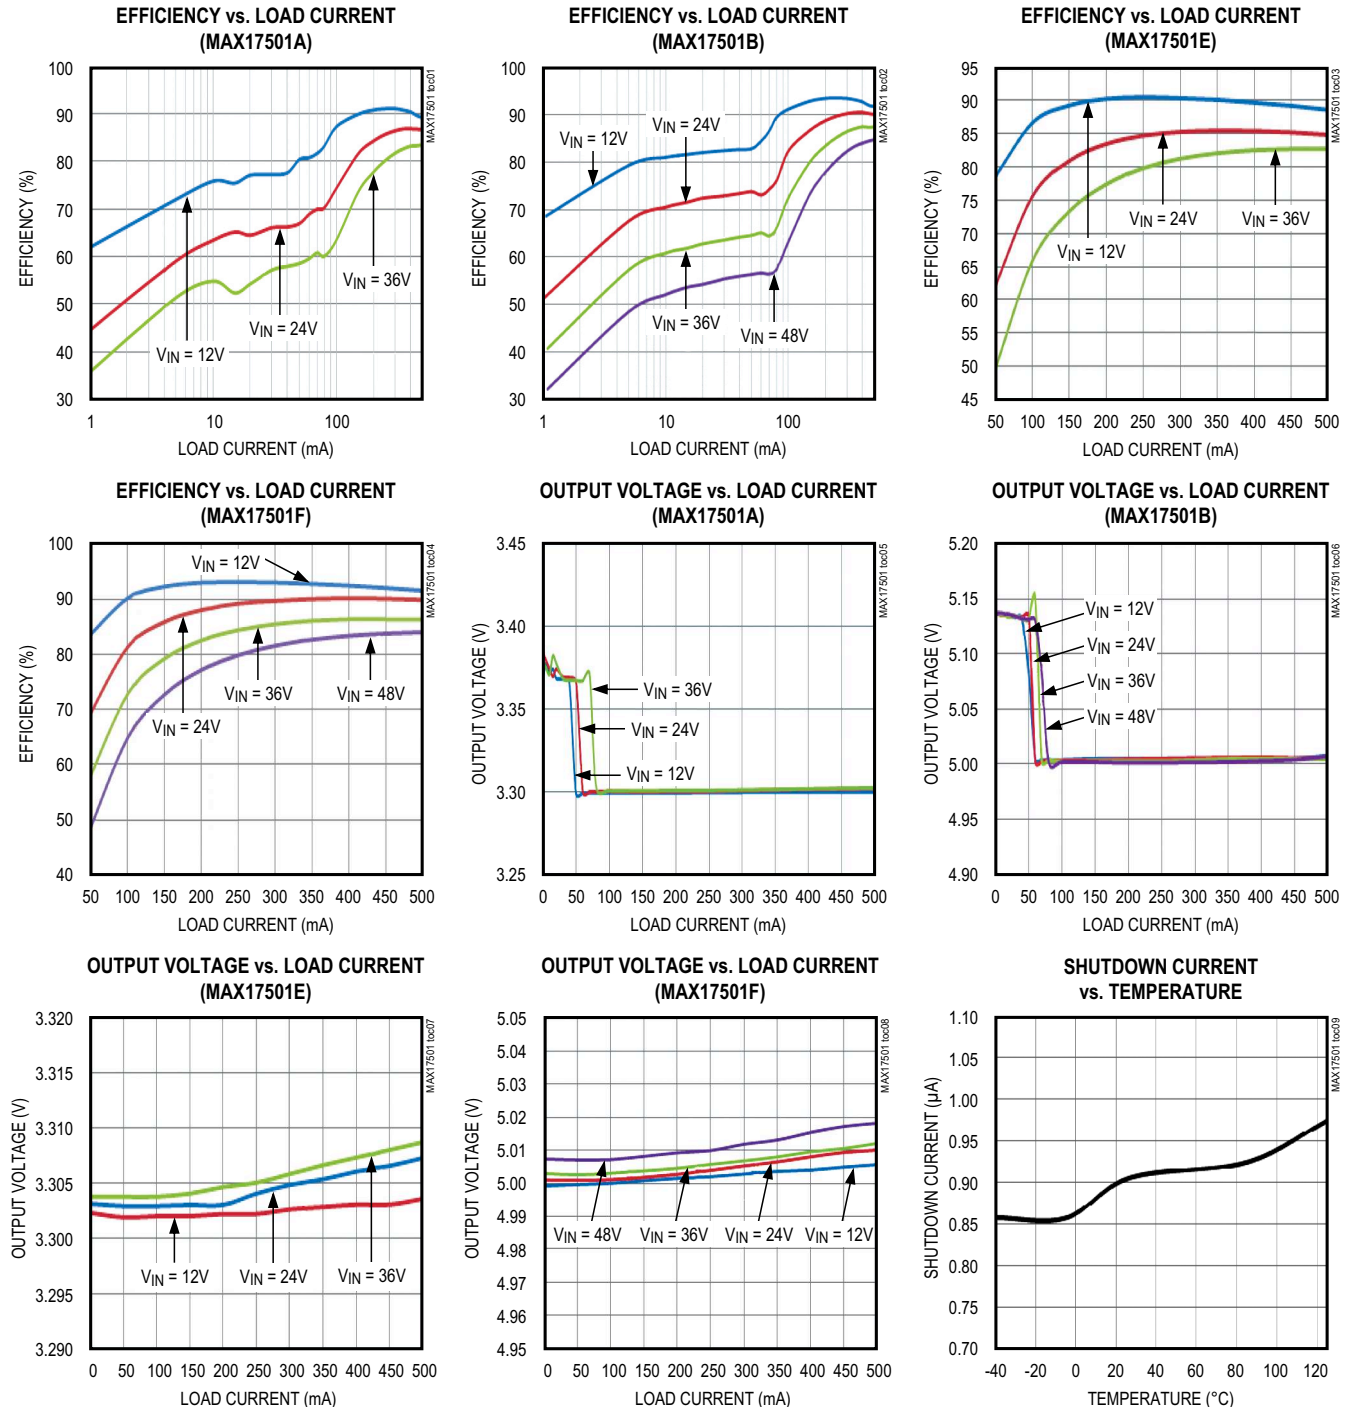 EFFICIENCY vs. LOAD CURRENT
(MAX17501A)
MAX17501 toc01
EFFICIENCY (%)
100
90
80
70
60
50
40
30
VIN = 36V
VIN = 24V
VIN = 12V
1 10 100
LOAD CURRENT (mA)
EFFICIENCY vs. LOAD CURRENT
(MAX17501B)
MAX17501 toc02
EFFICIENCY (%)
100
90
80
70
60
50
40
30
VIN = 24V
VIN = 12V
VIN = 36V
VIN = 48V
1 10 100
LOAD CURRENT (mA)
EFFICIENCY vs. LOAD CURRENT
(MAX17501E)
MAX17501 toc03
EFFICIENCY (%)
95
90
85
80
75
70
65
60
55
50
45
VIN = 24V
VIN = 36V
VIN = 12V
50 100 150 200 250 300 350 400 450 500
LOAD CURRENT (mA)
EFFICIENCY vs. LOAD CURRENT
(MAX17501F)
MAX17501 toc04
EFFICIENCY (%)
100
90
80
70
60
50
40
VIN = 12V
VIN = 36V
VIN = 48V
VIN = 24V
50 100 150 200 250 300 350 400 450 500
LOAD CURRENT (mA)
OUTPUT VOLTAGE vs. LOAD CURRENT
(MAX17501A)
MAX17501 toc05
OUTPUT VOLTAGE (V)
3.45
3.40
3.35
3.30
3.25
VIN = 36V
VIN = 24V
VIN = 12V
0 50 100 150 200 250 300 350 400 450 500
LOAD CURRENT (mA)
OUTPUT VOLTAGE vs. LOAD CURRENT
(MAX17501B)
MAX17501 toc06
OUTPUT VOLTAGE (V)
5.20
5.15
5.10
5.05
5.00
4.95
4.90
VIN = 12V
VIN = 24V
VIN = 36V
VIN = 48V
0 50 100 150 200 250 300 350 400 450 500
LOAD CURRENT (mA)
OUTPUT VOLTAGE vs. LOAD CURRENT
(MAX17501E)
MAX17501 toc07
OUTPUT VOLTAGE (V)
3.320
3.315
3.310
3.305
3.300
3.295
3.290
VIN = 12V
VIN = 24V
VIN = 36V
0 50 100 150 200 250 300 350 400 450 500
LOAD CURRENT (mA)
OUTPUT VOLTAGE vs. LOAD CURRENT
(MAX17501F)
MAX17501 toc08
OUTPUT VOLTAGE (V)
5.05
5.04
5.03
5.02
5.01
5.00
4.99
4.98
4.97
4.96
4.95
VIN = 48V
VIN = 36V
VIN = 24V
VIN = 12V
0 50 100 150 200 250 300 350 400 450 500
LOAD CURRENT (mA)
SHUTDOWN CURRENT
vs. TEMPERATURE
MAX17501 toc09
SHUTDOWN CURRENT (µA)
1.10
1.05
1.00
0.95
0.90
0.85
0.80
0.75
0.70
-40 -20 0 20 40 60 80 100 120
TEMPERATURE (°C)